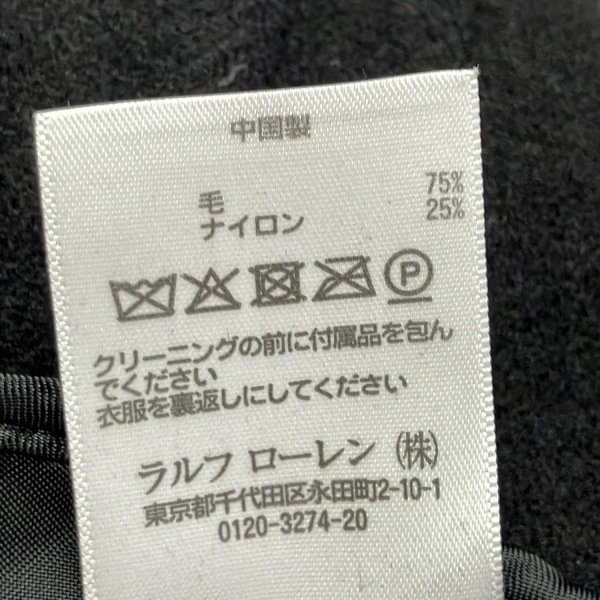 中国製
毛 75%
ナイロン 25%
P
クリーニングの前に付属品を包ん
でください
衣服を裏返しにしてください
ラルフ ローレン (株)
東京都千代田区永田町2-10-1
0120-3274-20